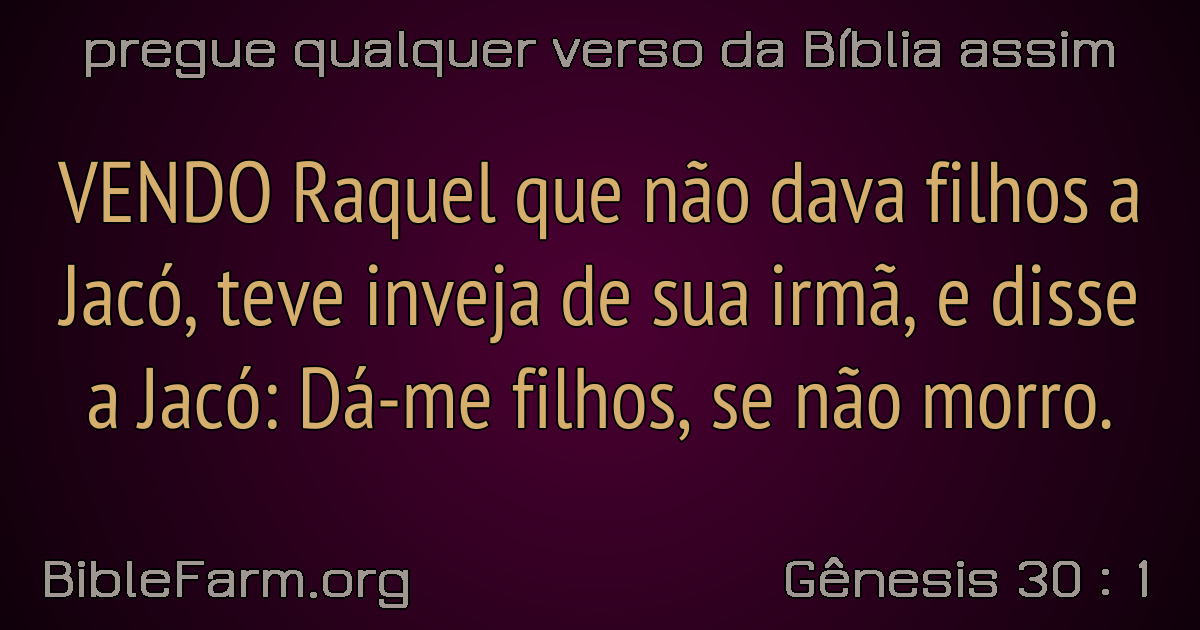 pregue qualquer verso da Bíblia assim
VENDO Raquel que não dava filhos a
Jacó, teve inveja de sua irmã, e disse
a Jacó: Dá-me filhos, se não morro.
BibleFarm.org
Gênesis 30 : 1